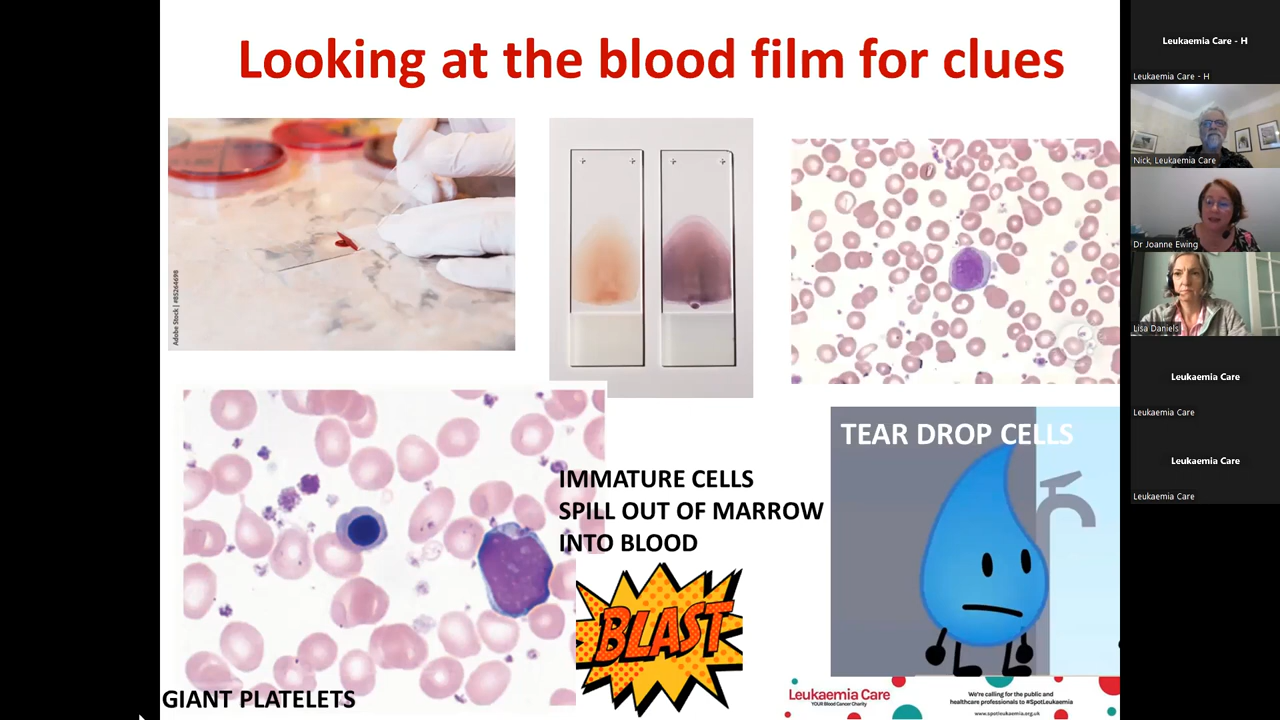 Looking at the blood film for clues
Adobe Stock | #85264698
TEAR DROP CELLS
IMMATURE CELLS
SPILL OUT OF MARROW
INTO BLOOD
BLAST
GIANT PLATELETS
Leukaemia Care
YOUR Blood Cancer Charity
We're calling for the public and
healthcare professionals to #SpotLeukaemia
www.spotleukaemia.org.uk
Leukaemia Care - H
Leukaemia Care - H
Nick, Leukaemia Care
Dr Joanne Ewing
Lisa Daniels
Leukaemia Care
Leukaemia Care
Leukaemia Care
Leukaemia Care